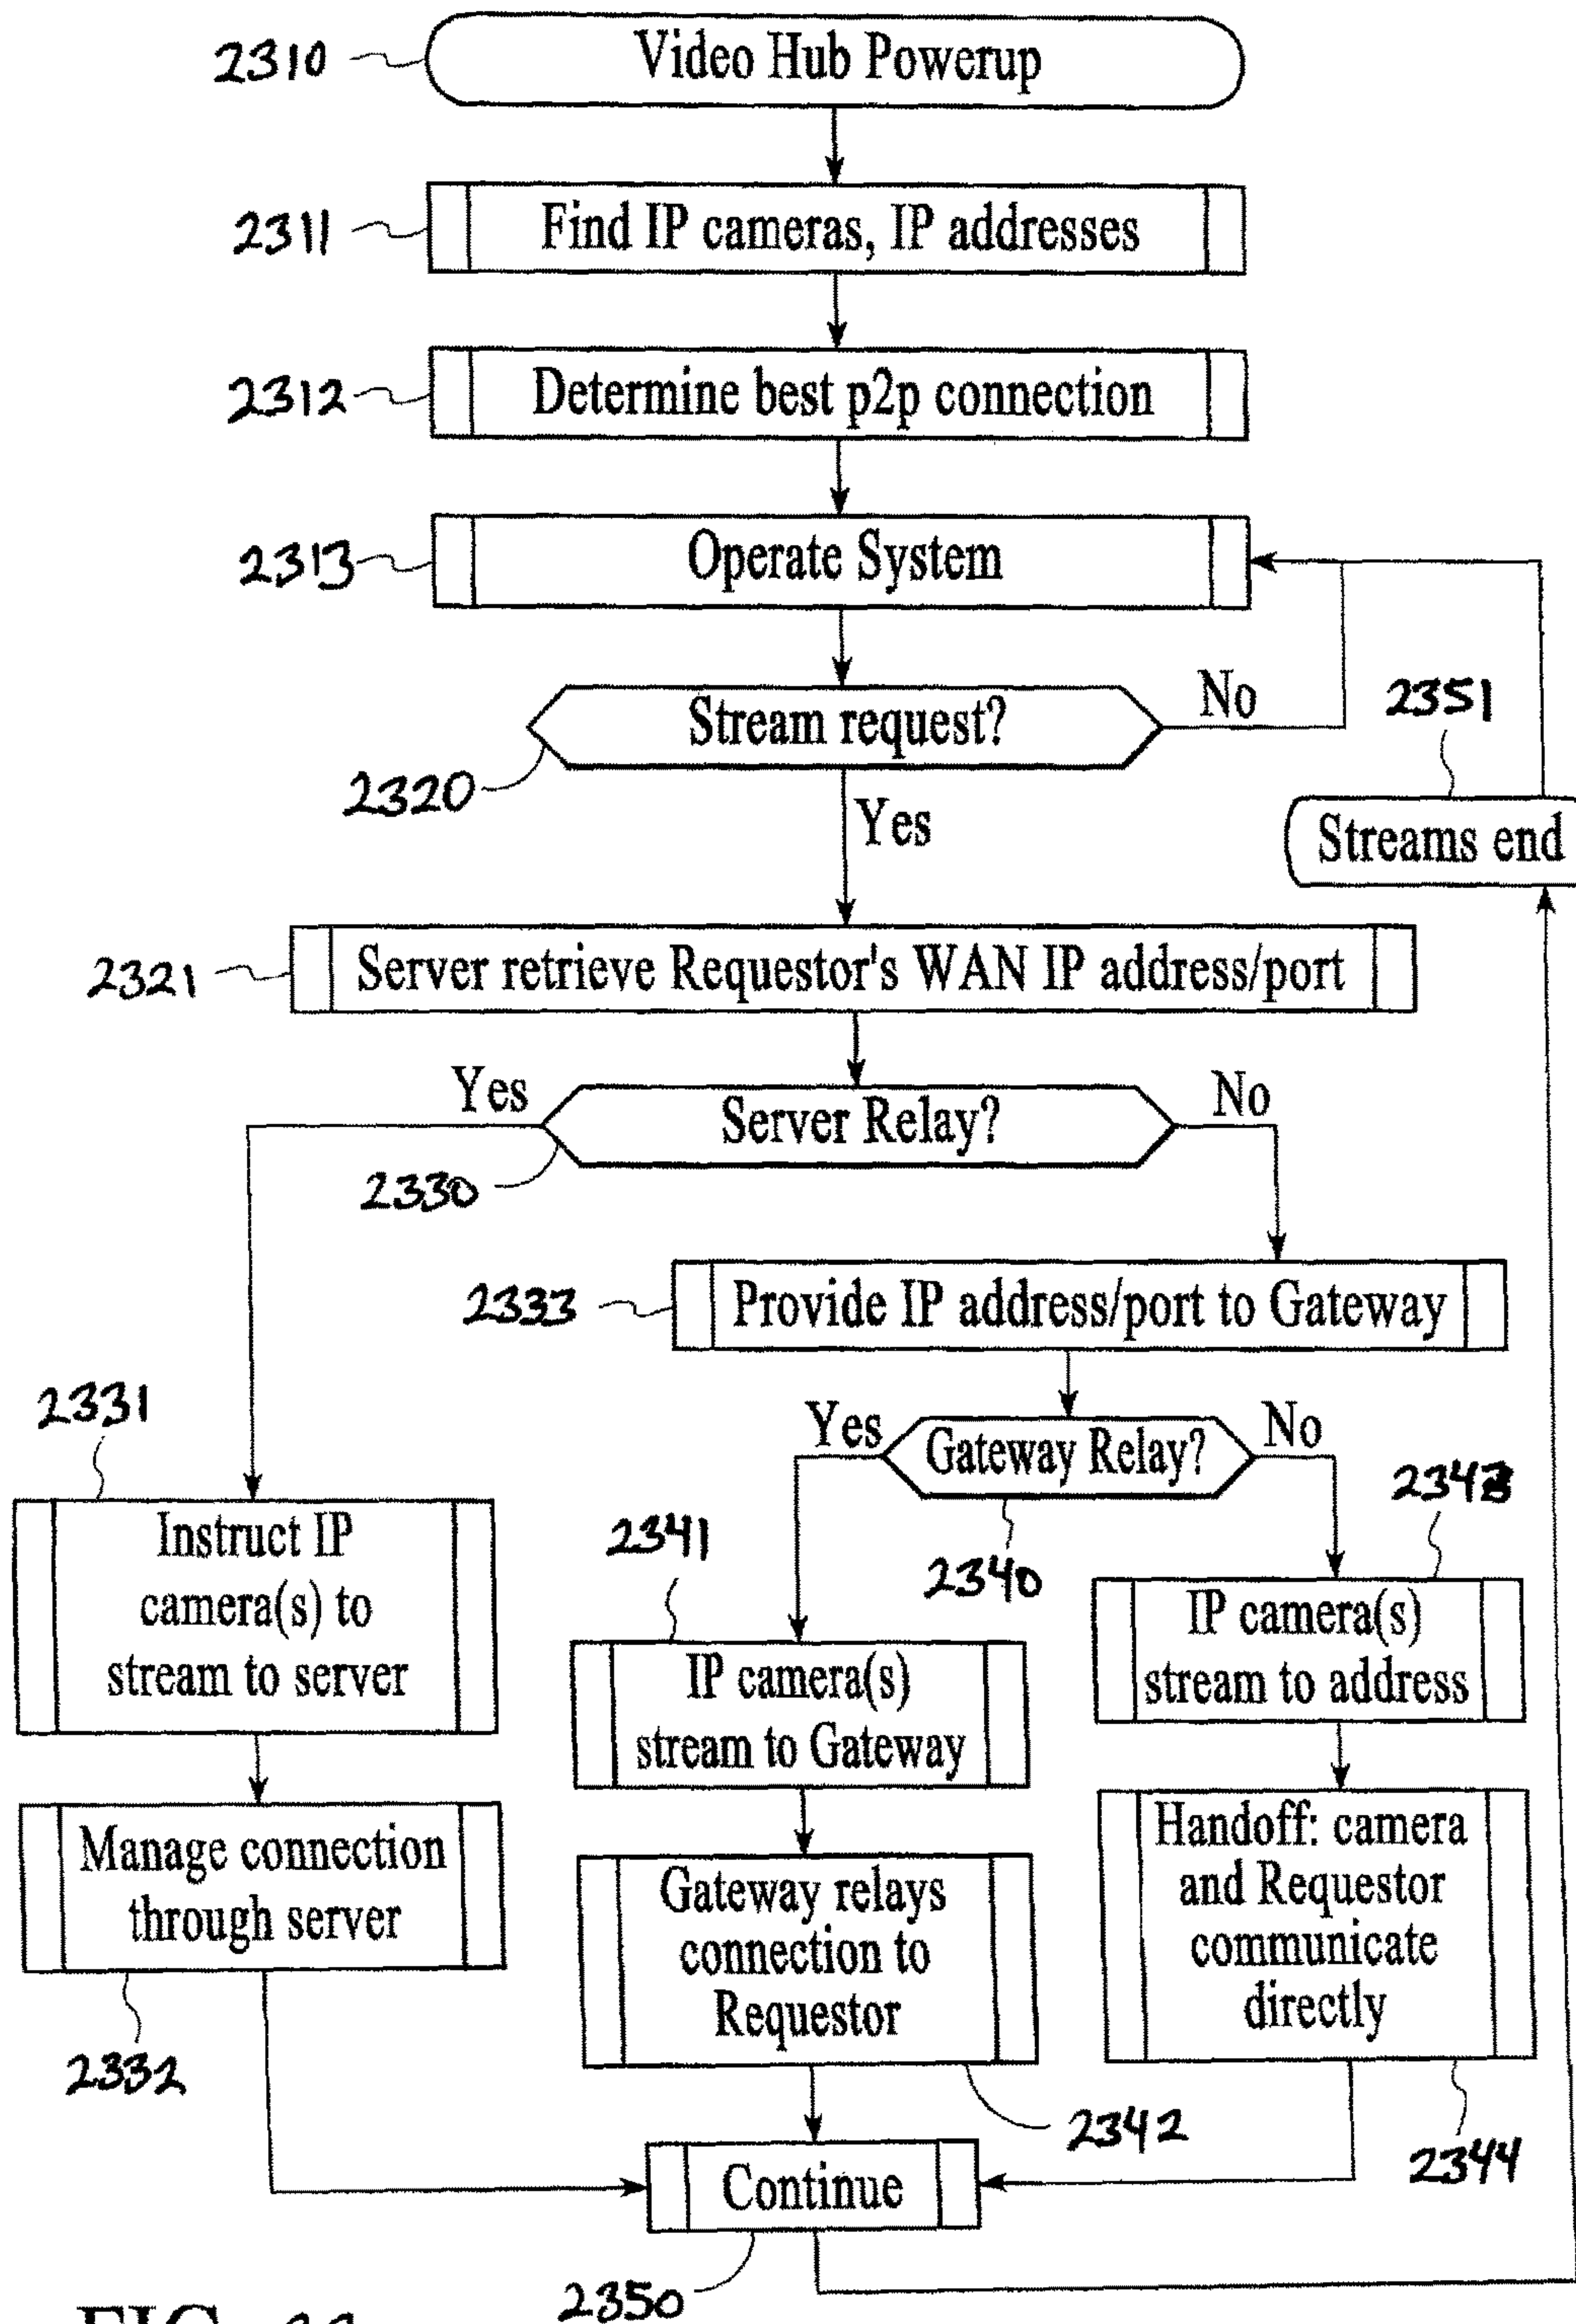 2310
Video Hub Powerup
2311
Find IP cameras, IP addresses
2312
Determine best p2p connection
2313
Operate System
Stream request?
No
2320
Yes
2351
Streams end
2321
Server retrieve Requestor's WAN IP address/port
Yes
Server Relay?
No
2330
2333
Provide IP address/port to Gateway
2331
Yes
Gateway Relay?
No
2340
2343
Instruct IP
camera(s) to
stream to server
2341
IP camera(s)
stream to Gateway
IP camera(s)
stream to address
Manage connection
through server
2332
Gateway relays
connection to
Requestor
2342
Handoff: camera
and Requestor
communicate
directly
2344
Continue
2350
FIG.